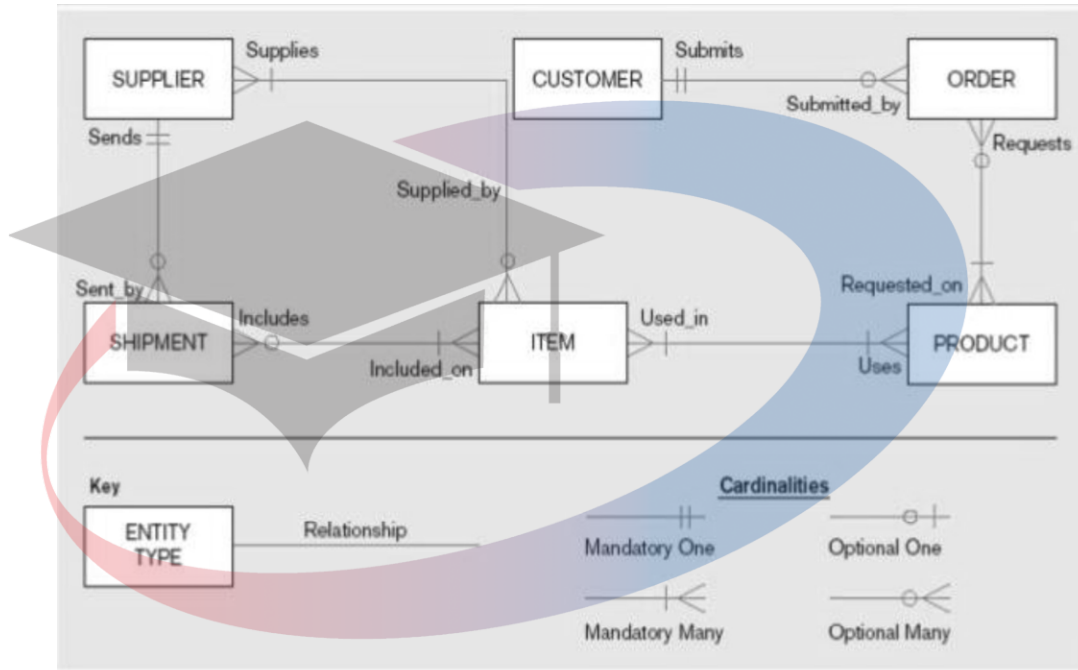 Supplies
Submits
SUPPLIER
CUSTOMER
ORDER
Submitted_by
Sends
Requests
Supplied_by
Sent_by
Requested_on
Includes
Used_in
SHIPMENT
ITEM
PRODUCT
Included_on
Uses
Key
Cardinalities
ENTITY
TYPE
Relationship
Mandatory One
Optional One
Mandatory Many
Optional Many